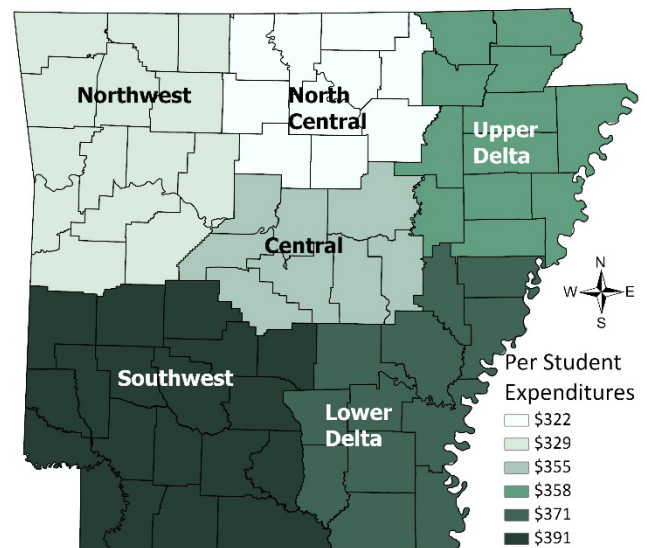 Northwest
North
Central
Upper
Delta
Central
N
W E
S
Southwest
Lower
Delta
Per Student
Expenditures
$322
$329
$355
$358
$371
$391